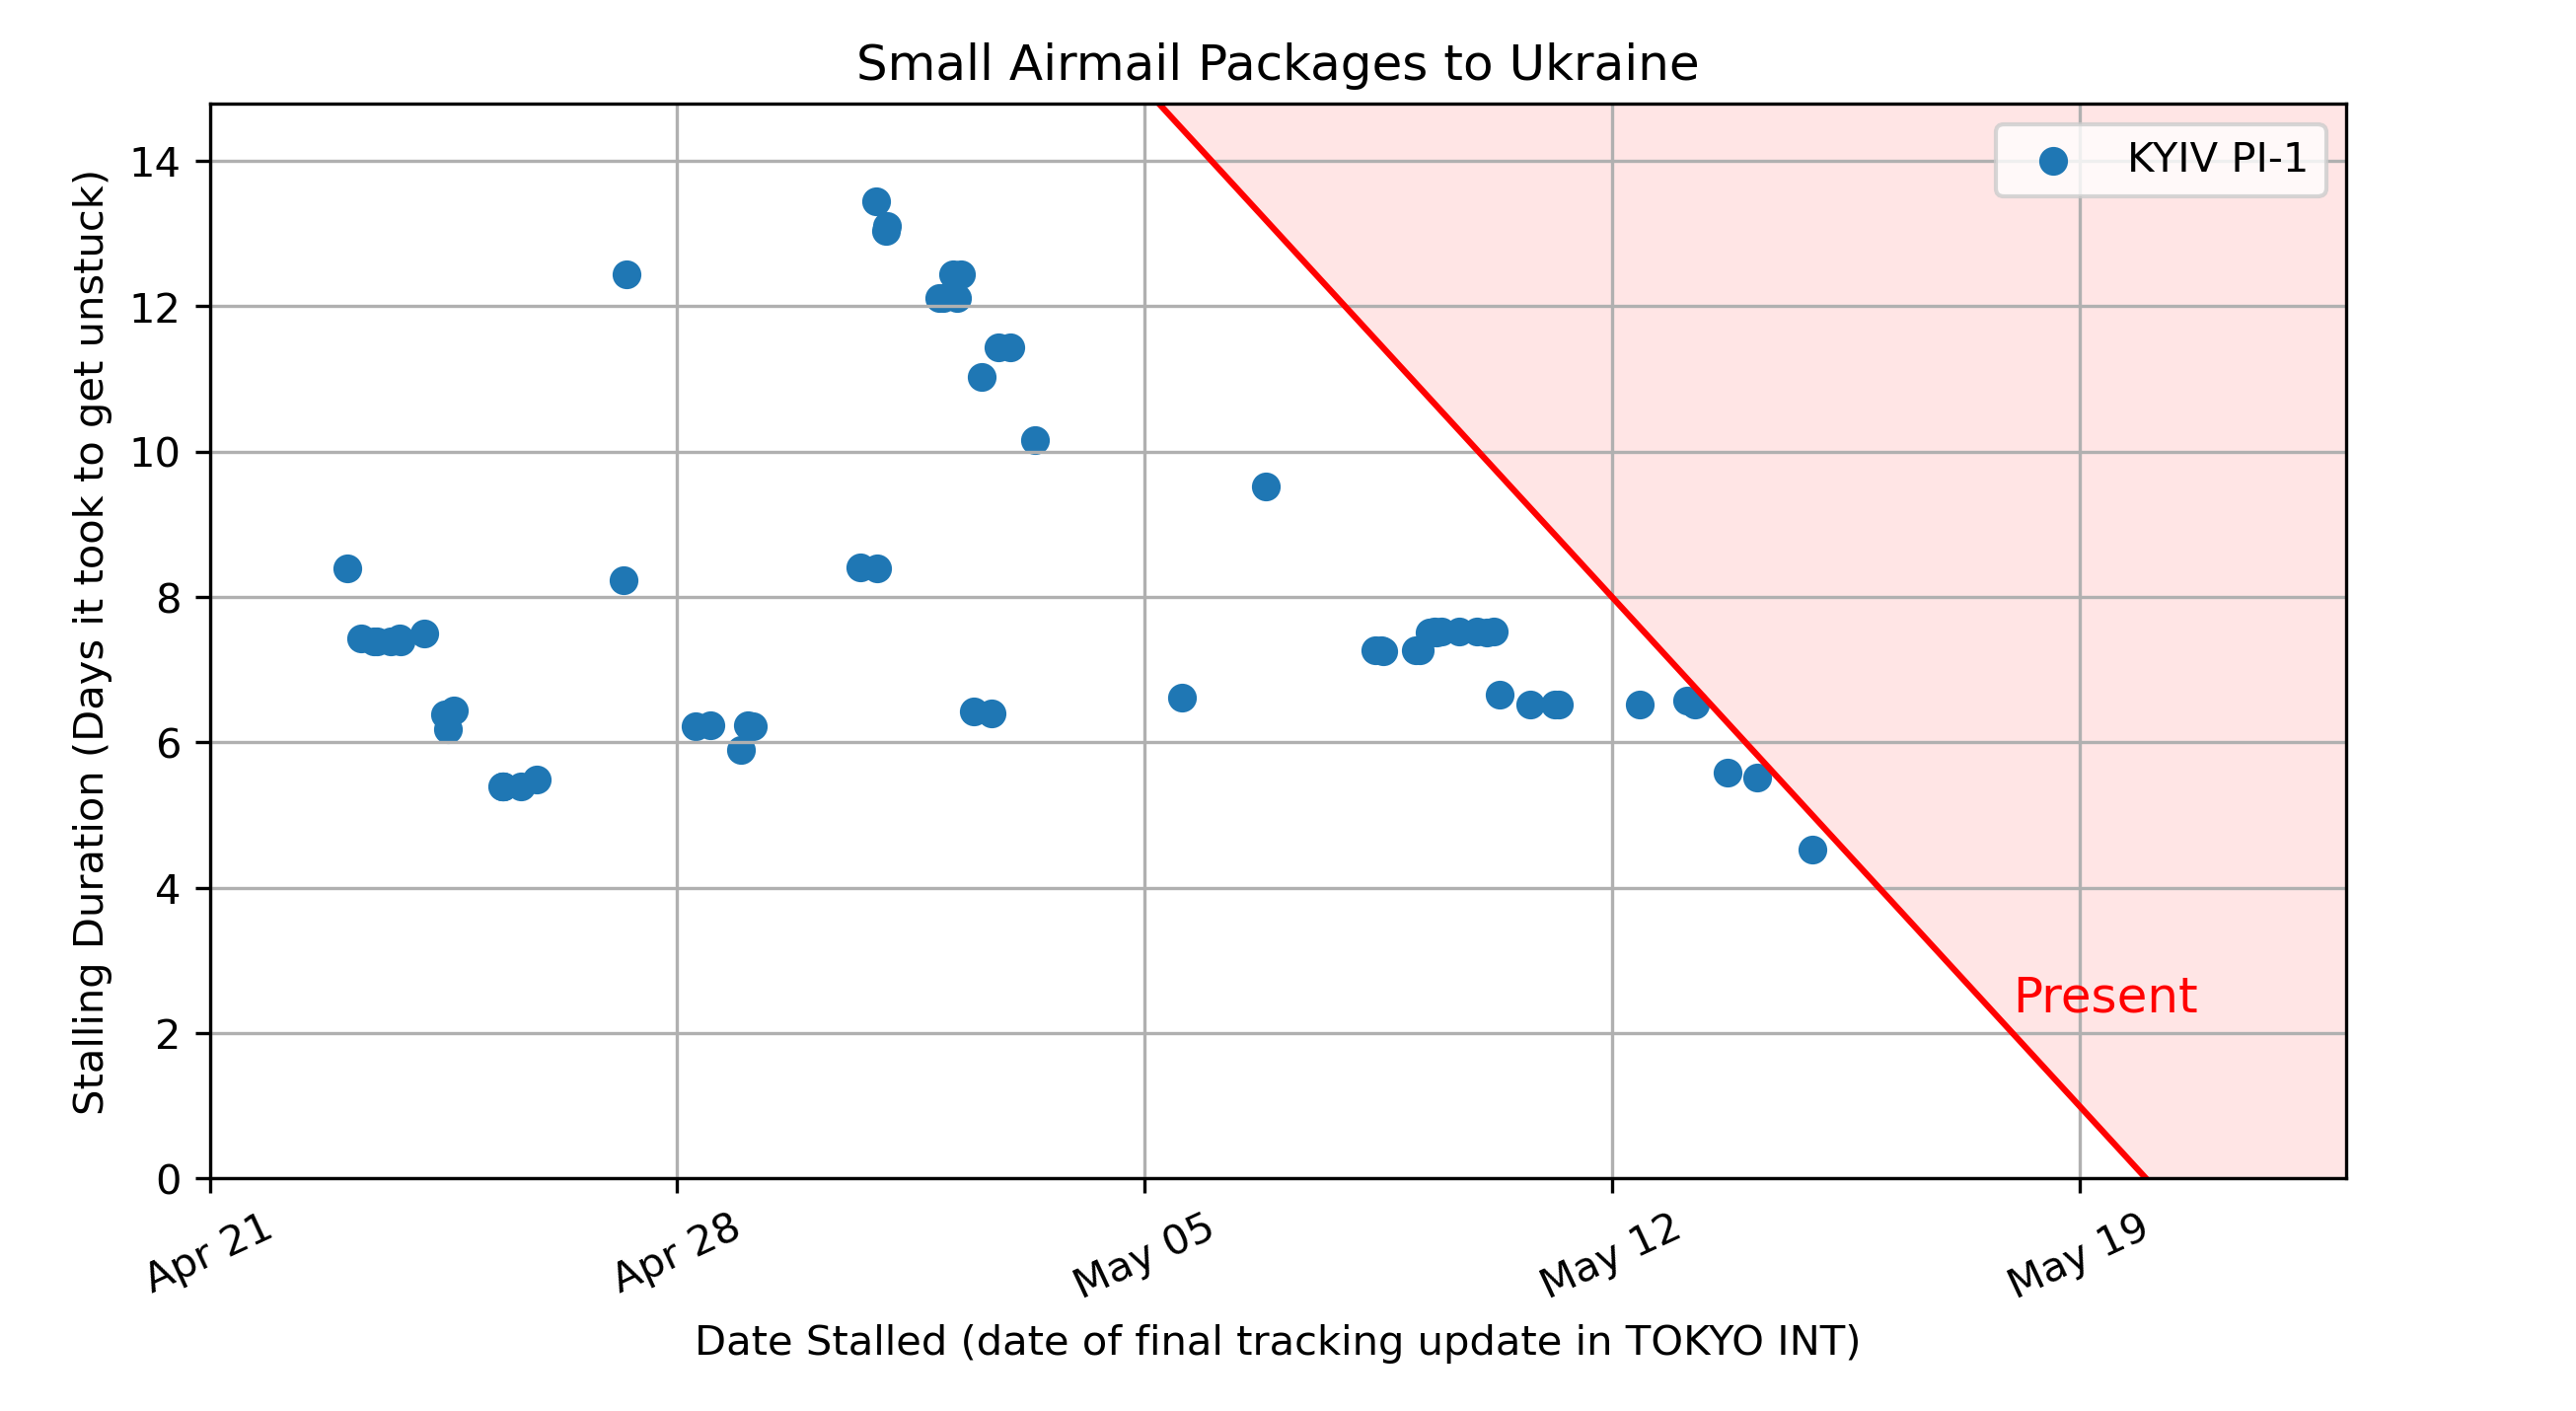 Small Airmail Packages to Ukraine
KYIV PI-1
Stalling Duration (Days it took to get unstuck)
14
12
10
8
6
4
2
0
Present
Apr 21
Apr 28
May 05
May 12
May 19
Date Stalled (date of final tracking update in TOKYO INT)